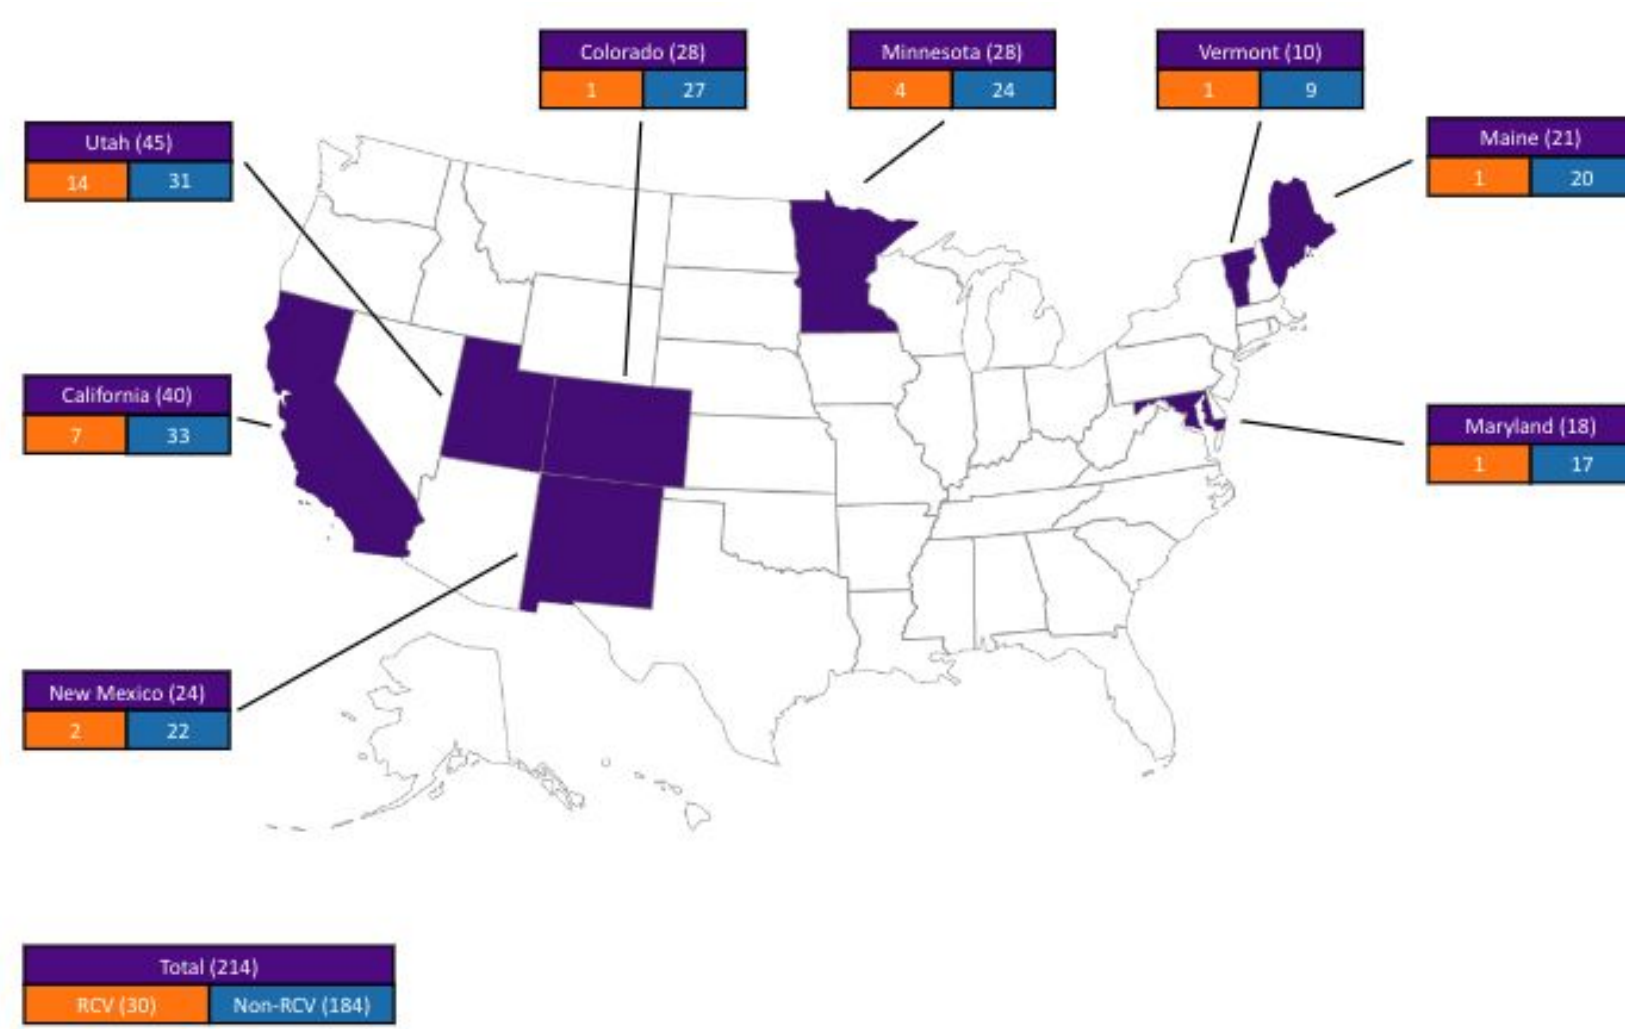 Colorado (28)
1 27
Minnesota (28)
4 24
Vermont (10)
1 9
Utah (45)
14 31
Maine (21)
1 20
California (40)
7 33
Maryland (18)
1 17
New Mexico (24)
2 22
Total (214)
RCV (30) Non-RCV (184)